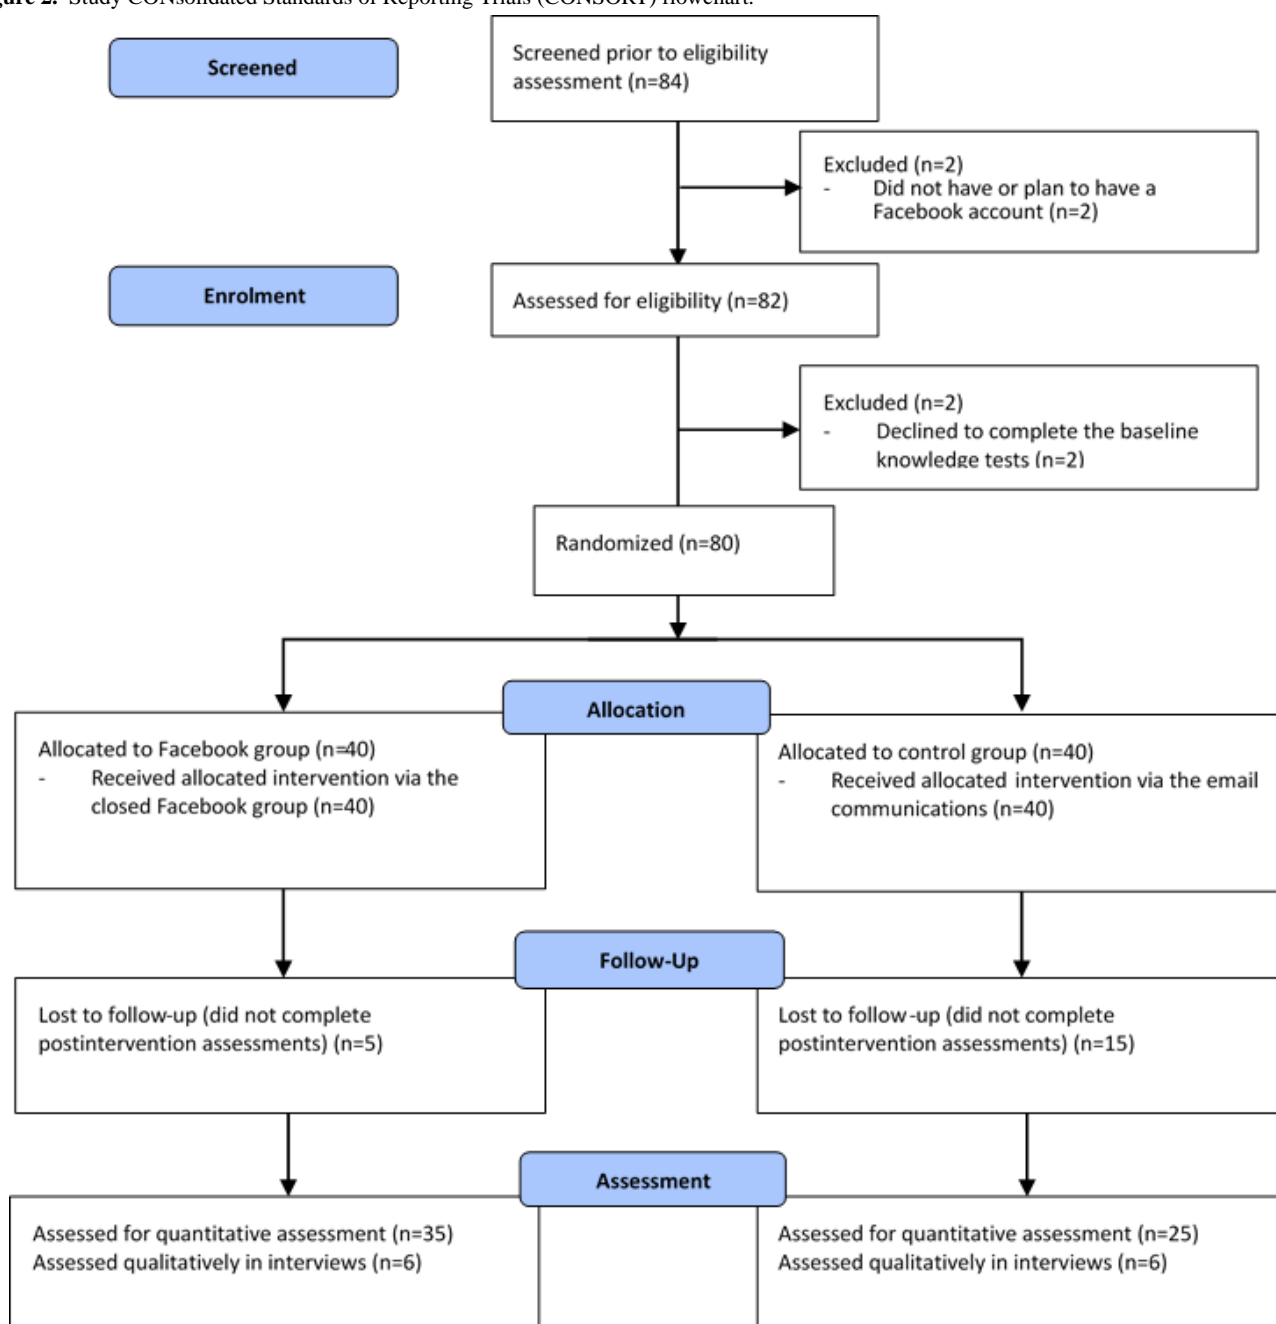 Figure 2. Study CONsolidated Standards of Reporting Trials (CONSORT) flowchart.
Screened
Screened prior to eligibility
assessment (n=84)
Excluded (n=2)
- Did not have or plan to have a
Facebook account (n=2)
Enrolment
Assessed for eligibility (n=82)
Excluded (n=2)
- Declined to complete the baseline
knowledge tests (n=2)
Randomized (n=80)
Allocation
Allocated to Facebook group (n=40)
- Received allocated intervention via the
closed Facebook group (n=40)
Allocated to control group (n=40)
- Received allocated intervention via the email
communications (n=40)
Follow-Up
Lost to follow-up (did not complete
postintervention assessments) (n=5)
Lost to follow-up (did not complete
postintervention assessments) (n=15)
Assessment
Assessed for quantitative assessment (n=35)
Assessed qualitatively in interviews (n=6)
Assessed for quantitative assessment (n=25)
Assessed qualitatively in interviews (n=6)